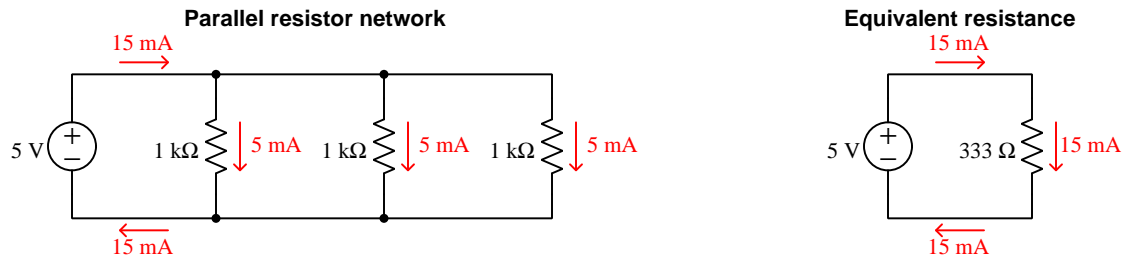 Parallel resistor network
15 mA
5 V
+
−
1 kΩ
5 mA
1 kΩ
5 mA
1 kΩ
5 mA
15 mA
Equivalent resistance
15 mA
5 V
+
−
333 Ω
15 mA
15 mA